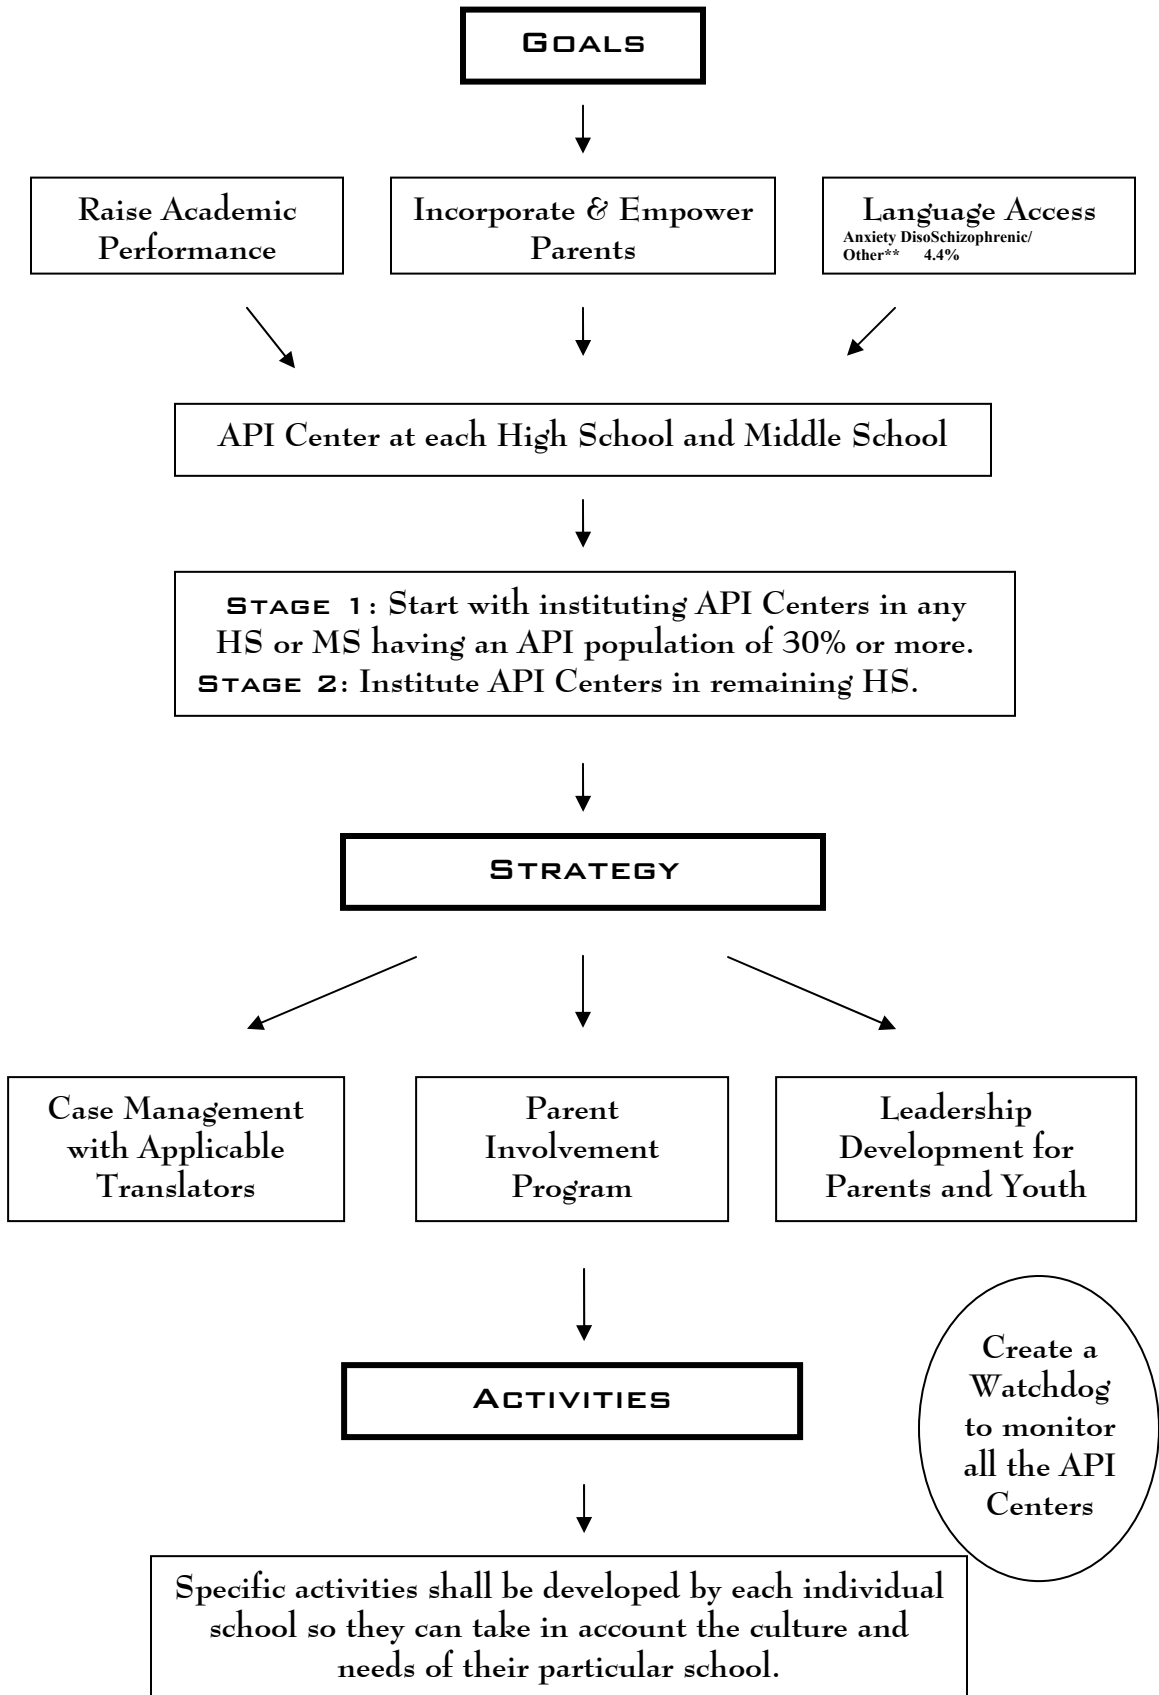 GOALS
Raise Academic
Performance
Incorporate & Empower
Parents
Language Access
Anxiety DisoSchizophrenic/
Other** 4.4%
API Center at each High School and Middle School
STAGE 1: Start with instituting API Centers in any
HS or MS having an API population of 30% or more.
STAGE 2: Institute API Centers in remaining HS.
STRATEGY
Case Management
with Applicable
Translators
Parent
Involvement
Program
Leadership
Development for
Parents and Youth
Create a
Watchdog
to monitor
all the API
Centers
ACTIVITIES
Specific activities shall be developed by each individual
school so they can take in account the culture and
needs of their particular school.